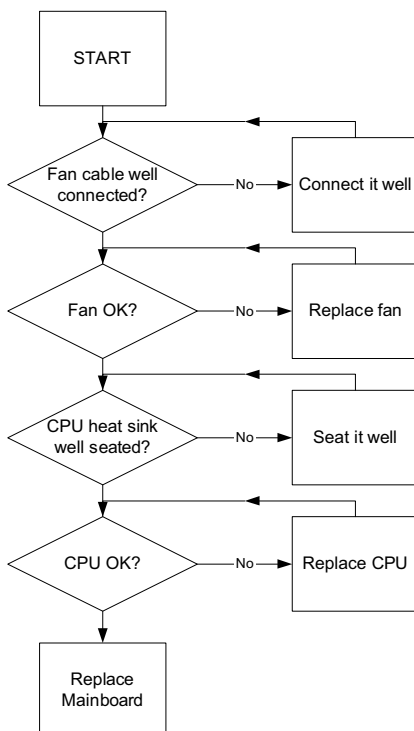 START
Fan cable well
connected?
No
Connect it well
Fan OK?
No
Replace fan
CPU heat sink
well seated?
No
Seat it well
CPU OK?
No
Replace CPU
Replace
Mainboard